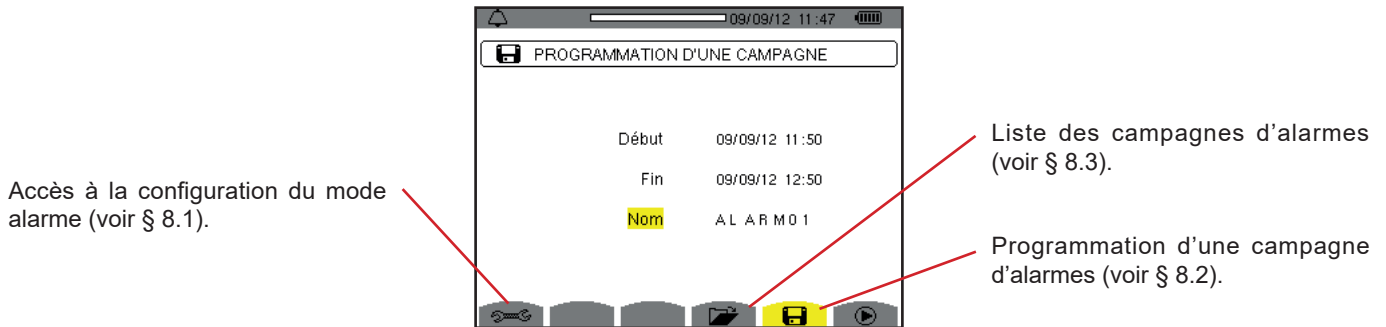 09/09/12 11:47
PROGRAMMATION D'UNE CAMPAGNE
Début 09/09/12 11:50
Fin 09/09/12 12:50
Nom ALARM01
Accès à la configuration du mode
alarme (voir § 8.1).
Liste des campagnes d’alarmes
(voir § 8.3).
Programmation d’une campagne
d’alarmes (voir § 8.2).